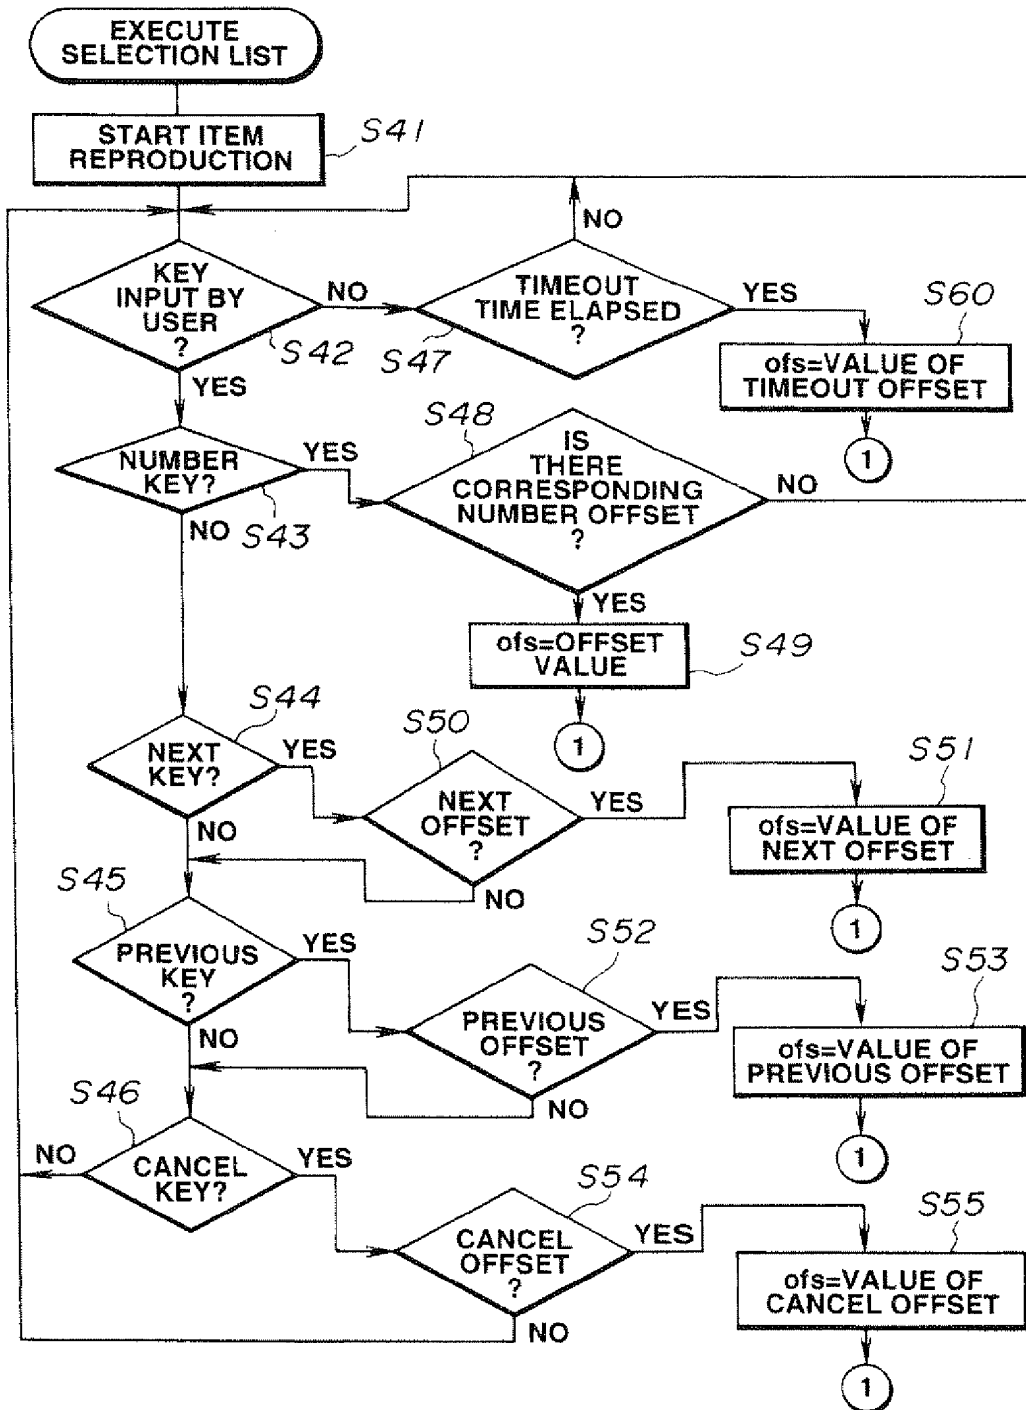 EXECUTE
SELECTION LIST
START ITEM
REPRODUCTION
S41
KEY
INPUT BY
USER
?
S42
NO
YES
TIMEOUT
TIME ELAPSED
?
S47
NO
YES
S60
ofs=VALUE OF
TIMEOUT OFFSET
1
NUMBER
KEY?
S43
YES
NO
S48
IS
THERE
CORRESPONDING
NUMBER OFFSET
?
NO
YES
ofs=OFFSET
VALUE
S49
1
S44
NEXT
KEY?
YES
NO
S50
NEXT
OFFSET
?
YES
NO
S51
ofs=VALUE OF
NEXT OFFSET
1
S45
PREVIOUS
KEY
?
YES
NO
S52
PREVIOUS
OFFSET
?
YES
NO
S53
ofs=VALUE OF
PREVIOUS OFFSET
1
S46
NO
CANCEL
KEY?
YES
S54
CANCEL
OFFSET
?
YES
NO
S55
ofs=VALUE OF
CANCEL OFFSET
1